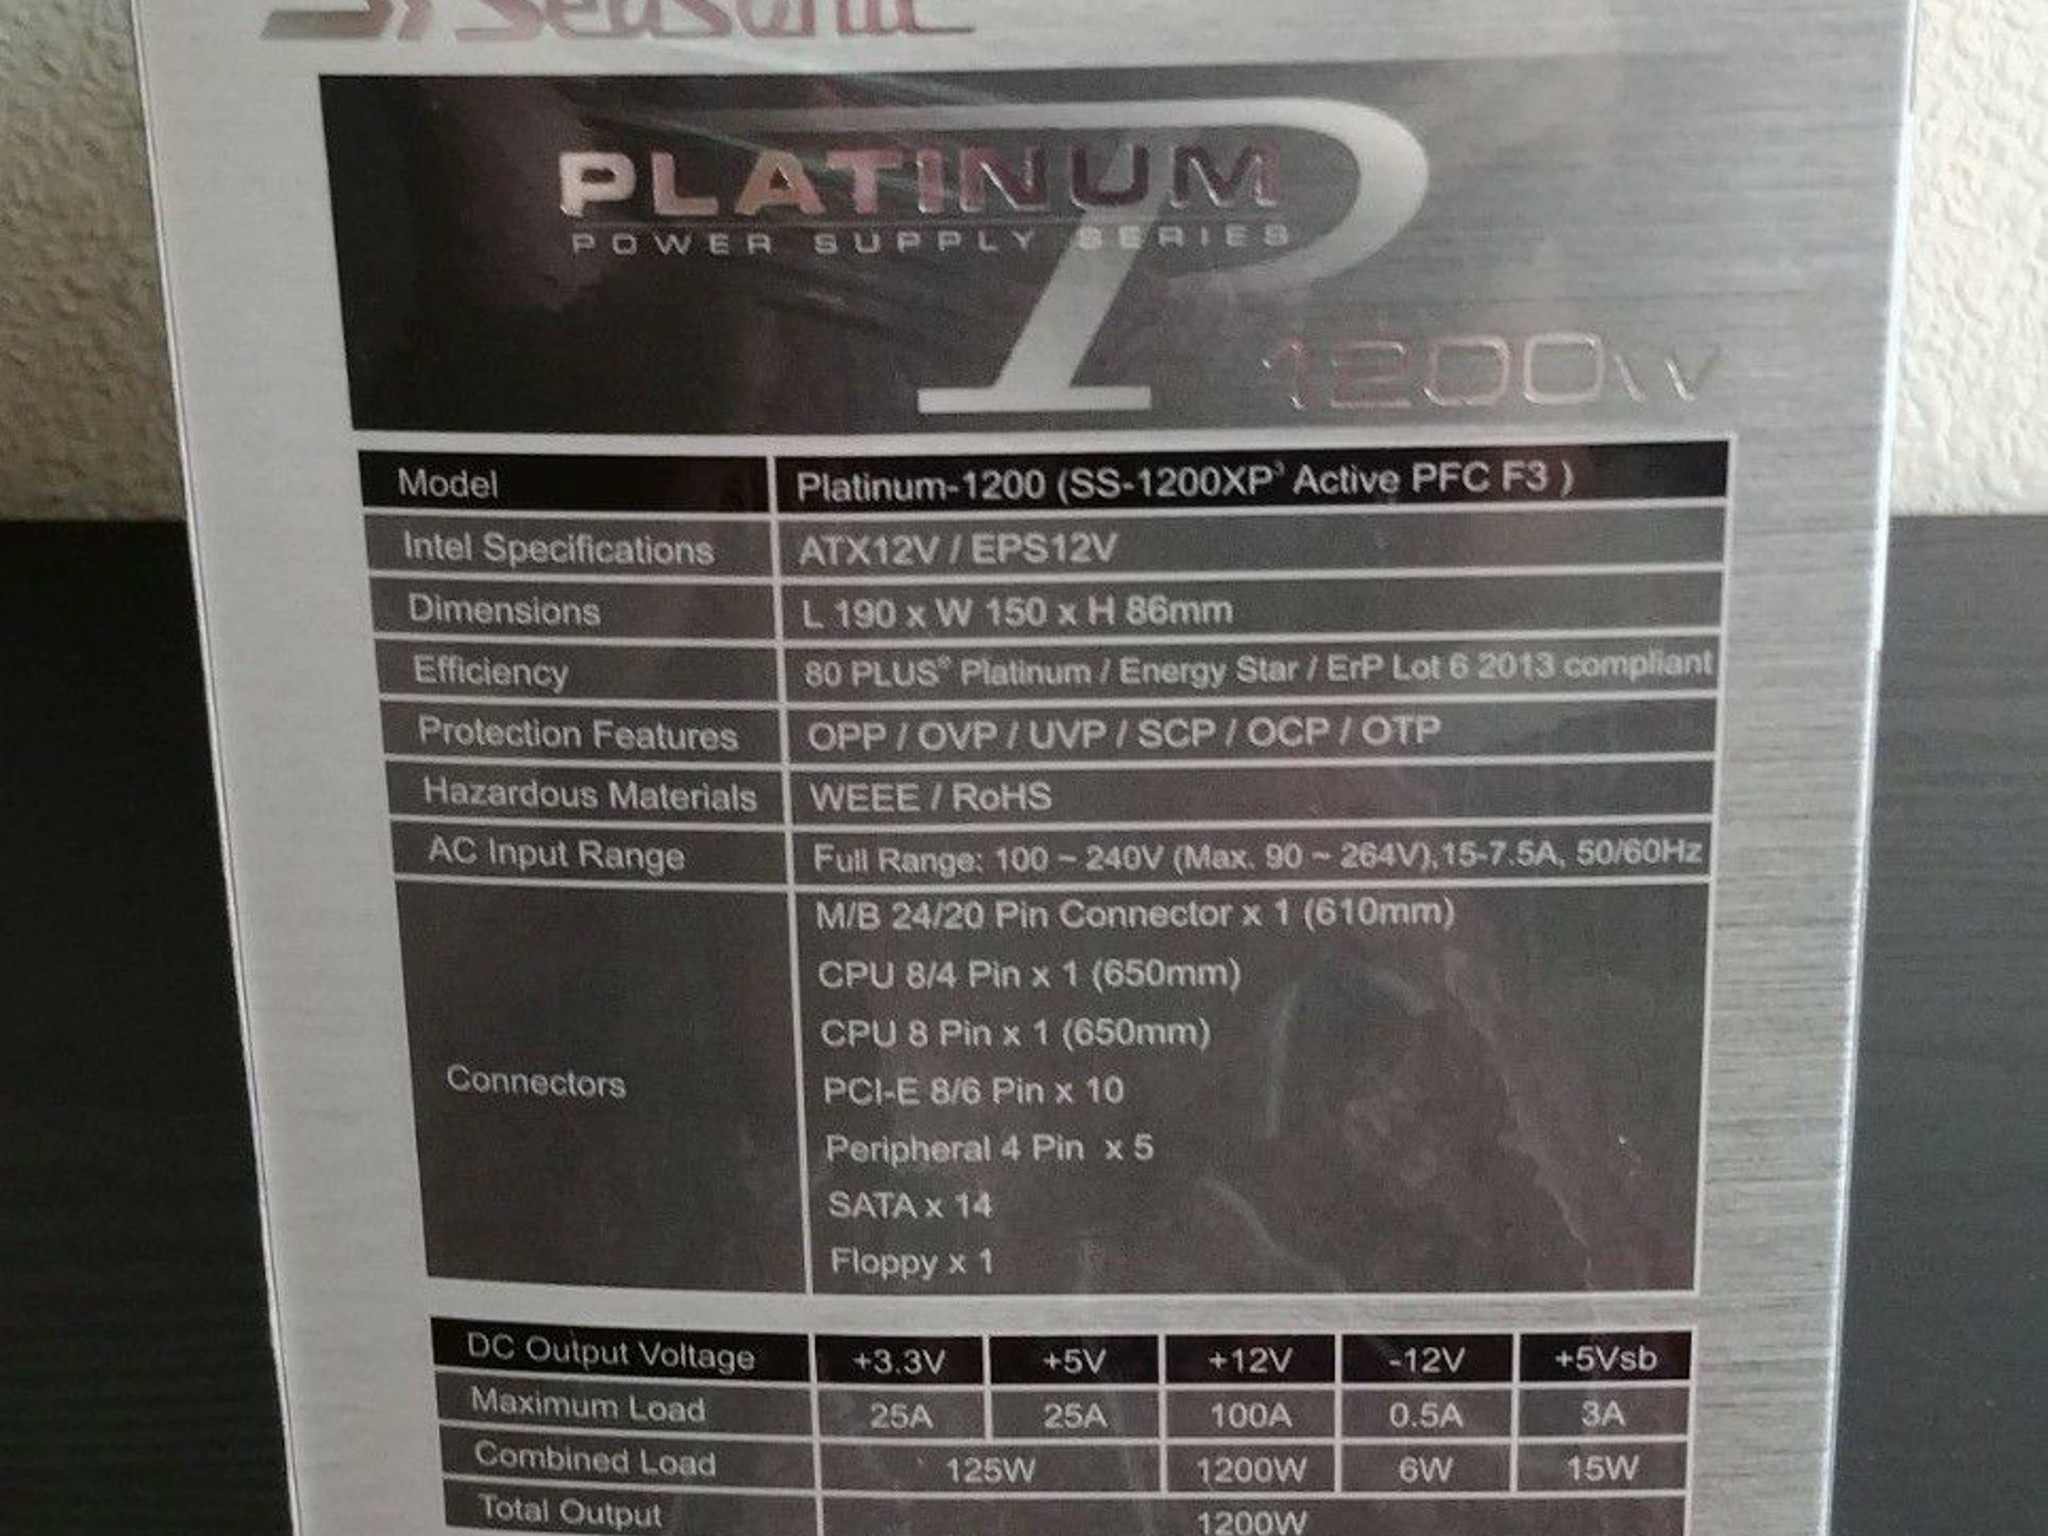 SeaSonic
PLATINUM
POWER SUPPLY SERIES
1200W
Model Platinum-1200 (SS-1200XP³ Active PFC F3 )
Intel Specifications ATX12V / EPS12V
Dimensions L 190 x W 150 x H 86mm
Efficiency 80 PLUS® Platinum / Energy Star / ErP Lot 6 2013 compliant
Protection Features OPP / OVP / UVP / SCP / OCP / OTP
Hazardous Materials WEEE / RoHS
AC Input Range Full Range: 100 ~ 240V (Max. 90 ~ 264V),15-7.5A, 50/60Hz
M/B 24/20 Pin Connector x 1 (610mm)
CPU 8/4 Pin x 1 (650mm)
CPU 8 Pin x 1 (650mm)
Connectors PCI-E 8/6 Pin x 10
Peripheral 4 Pin x 5
SATA x 14
Floppy x 1
DC Output Voltage +3.3V +5V +12V -12V +5Vsb
Maximum Load 25A 25A 100A 0.5A 3A
Combined Load 125W 1200W 6W 15W
Total Output 1200W